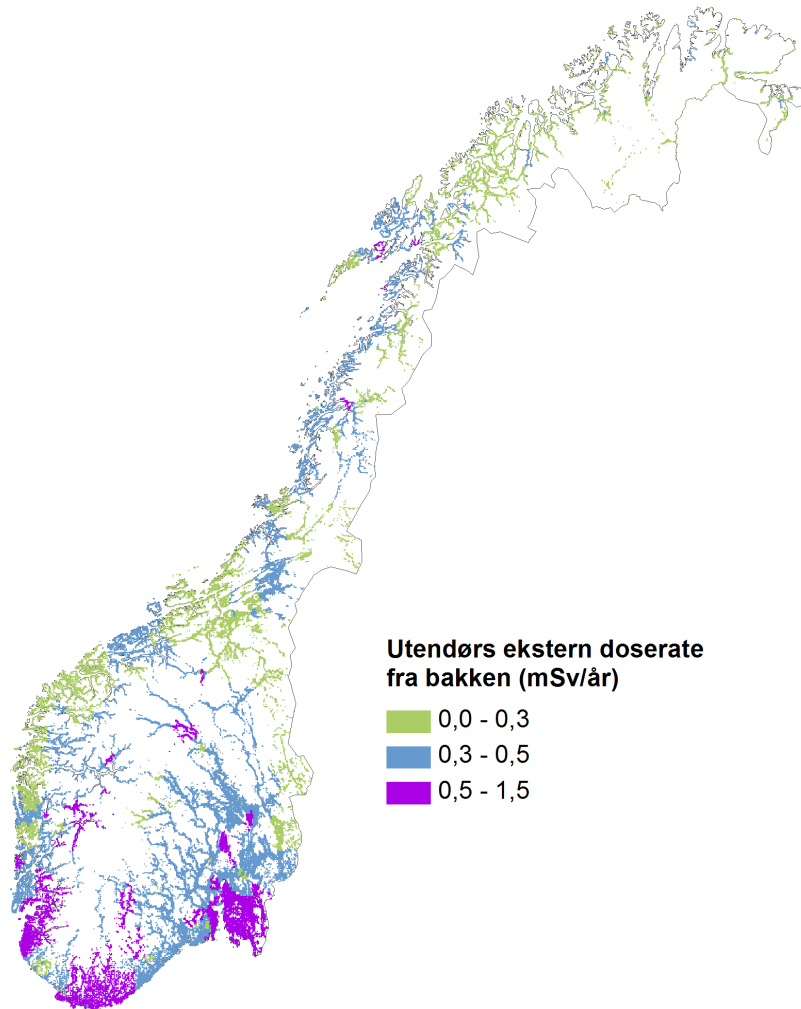 Utendørs ekstern doserate
fra bakken (mSv/år)
0,0 - 0,3
0,3 - 0,5
0,5 - 1,5